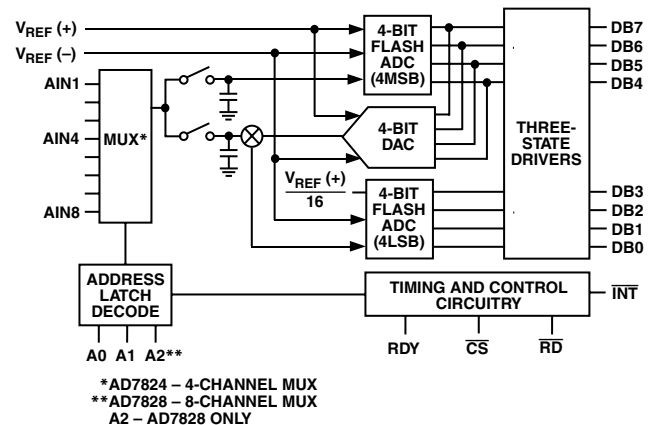 VREF (+)
VREF (–)
AIN1
AIN4
AIN8
MUX*
4-BIT
FLASH
ADC
(4MSB)
4-BIT
DAC
VREF (+)
16
4-BIT
FLASH
ADC
(4LSB)
THREE-
STATE
DRIVERS
DB7
DB6
DB5
DB4
DB3
DB2
DB1
DB0
ADDRESS
LATCH
DECODE
TIMING AND CONTROL
CIRCUITRY
INT
A0 A1 A2**
RDY CS RD
*AD7824 – 4-CHANNEL MUX
**AD7828 – 8-CHANNEL MUX
A2 – AD7828 ONLY